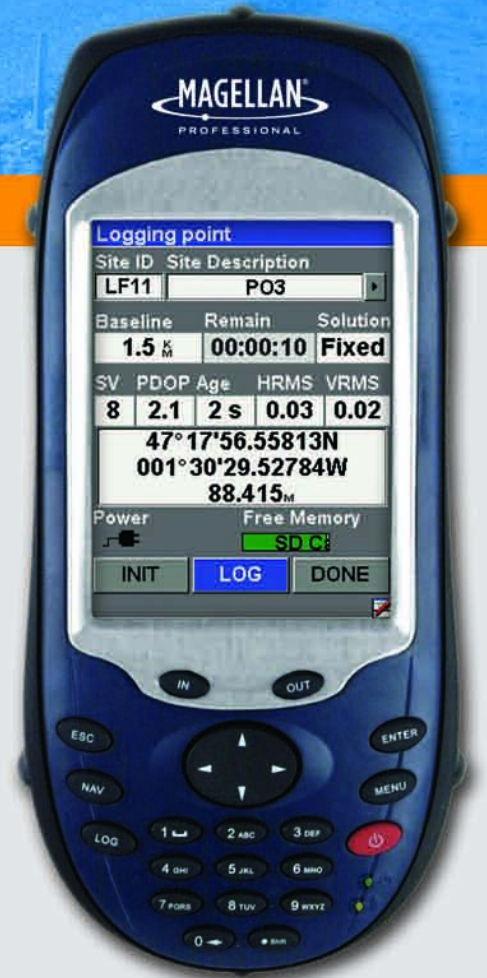 MAGELLAN®
PROFESSIONAL
Logging point
Site ID Site Description
LF11 PO3
Baseline Remain Solution
1.5 KM 00:00:10 Fixed
SV PDOP Age HRMS VRMS
8 2.1 2 s 0.03 0.02
47°17'56.55813N
001°30'29.52784W
88.415M
Power Free Memory
SD C
INIT LOG DONE
IN OUT
ESC ENTER
NAV MENU
LOG 1 2 ABC 3 DEF
4 GHI 5 JKL 6 MNO
7 PQRS 8 TUV 9 WXYZ
0